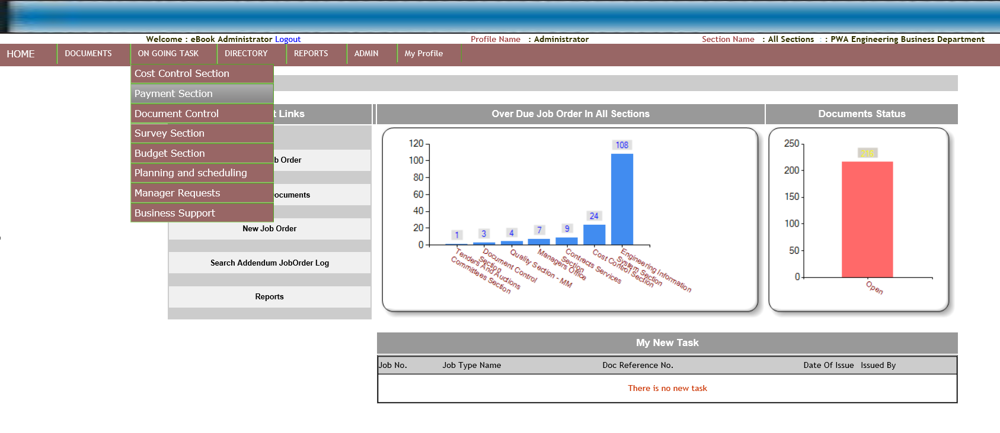 Welcome : eBook Administrator Logout
Profile Name : Administrator
Section Name : All Sections : : PWA Engineering Business Department
HOME
DOCUMENTS
ON GOING TASK
DIRECTORY
REPORTS
ADMIN
My Profile
Cost Control Section
Payment Section
Document Control
Survey Section
Budget Section
Planning and scheduling
Manager Requests
Business Support
Links
Order
ocuments
New Job Order
Search Addendum JobOrder Log
Reports
Over Due Job Order In All Sections
120
100
80
60
40
20
0
1
3
4
7
9
24
108
Tenders And Auctions
Committees Section
Document Control
Section
Quality Section - MM
Managers Office
Contracts Services
Section
Cost Control Section
Engineering Information
System Section
Documents Status
250
200
150
100
50
0
216
Open
My New Task
Job No.
Job Type Name
Doc Reference No.
Date Of Issue
Issued By
There is no new task